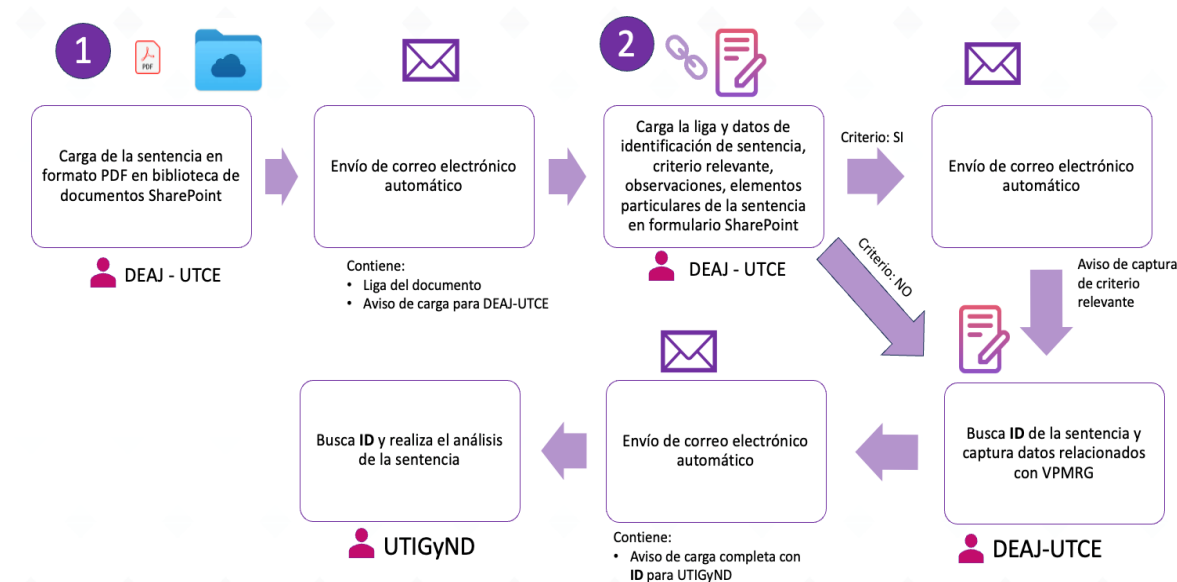 1
PDF
2
Carga de la sentencia en
formato PDF en biblioteca de
documentos SharePoint
DEAJ - UTCE
Envío de correo electrónico
automático
Contiene:
• Liga del documento
• Aviso de carga para DEAJ-UTCE
Carga la liga y datos de
identificación de sentencia,
criterio relevante,
observaciones, elementos
particulares de la sentencia
en formulario SharePoint
DEAJ - UTCE
Criterio: SI
Criterio: NO
Envío de correo electrónico
automático
Aviso de captura
de criterio
relevante
Busca ID de la sentencia y
captura datos relacionados
con VPMRG
DEAJ-UTCE
Envío de correo electrónico
automático
Contiene:
• Aviso de carga completa con
ID para UTIGyND
Busca ID y realiza el análisis
de la sentencia
UTIGyND